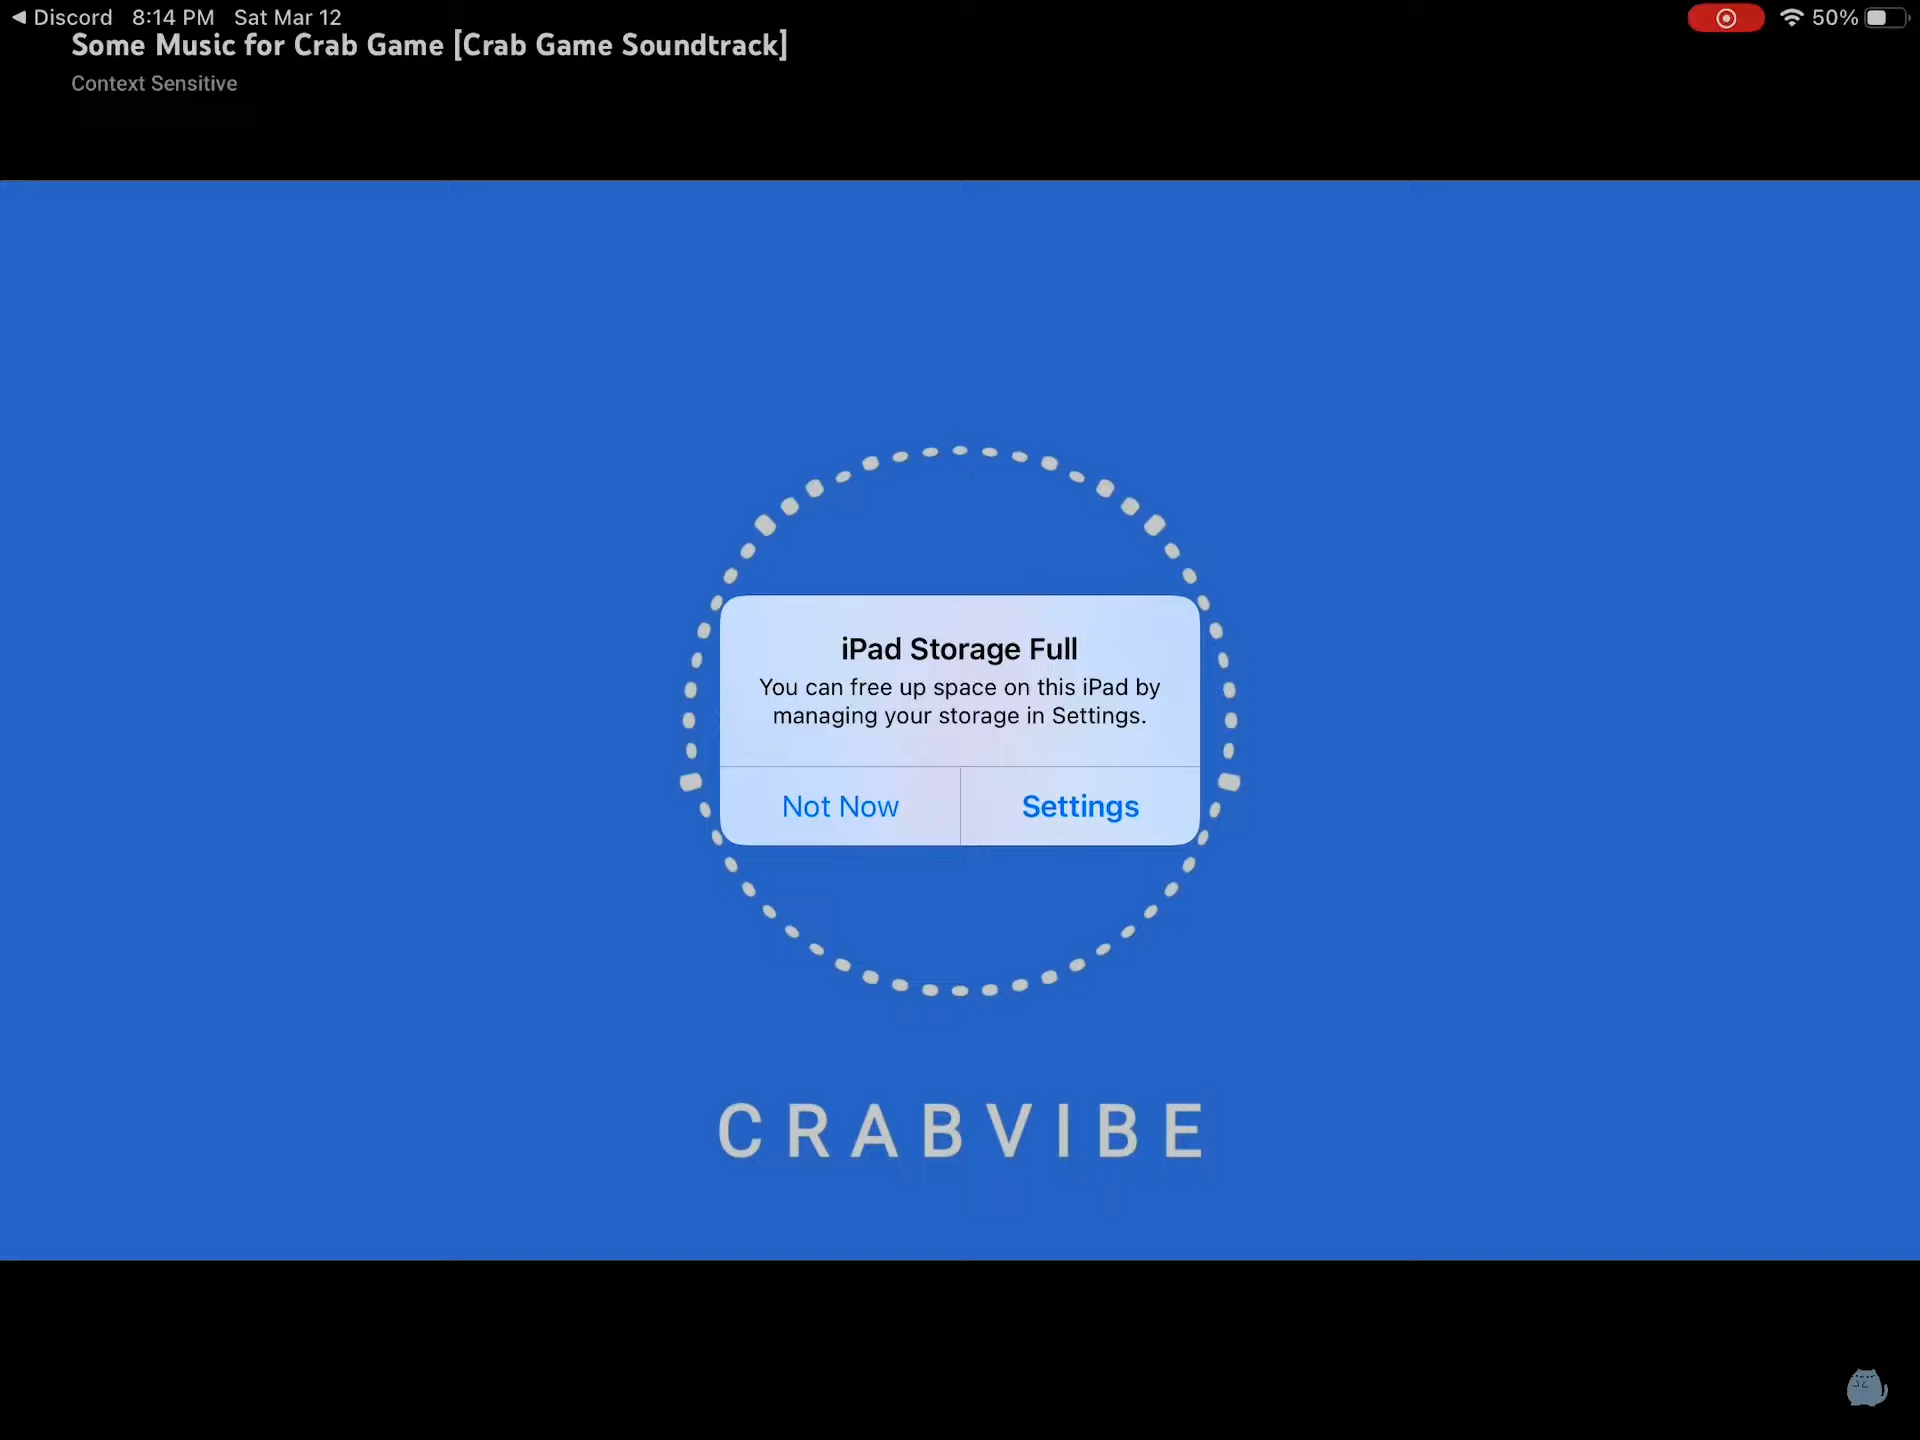 Discord 8:14 PM Sat Mar 12 50%
Some Music for Crab Game [Crab Game Soundtrack]
Context Sensitive
iPad Storage Full
You can free up space on this iPad by
managing your storage in Settings.
Not Now Settings
CRABVIBE